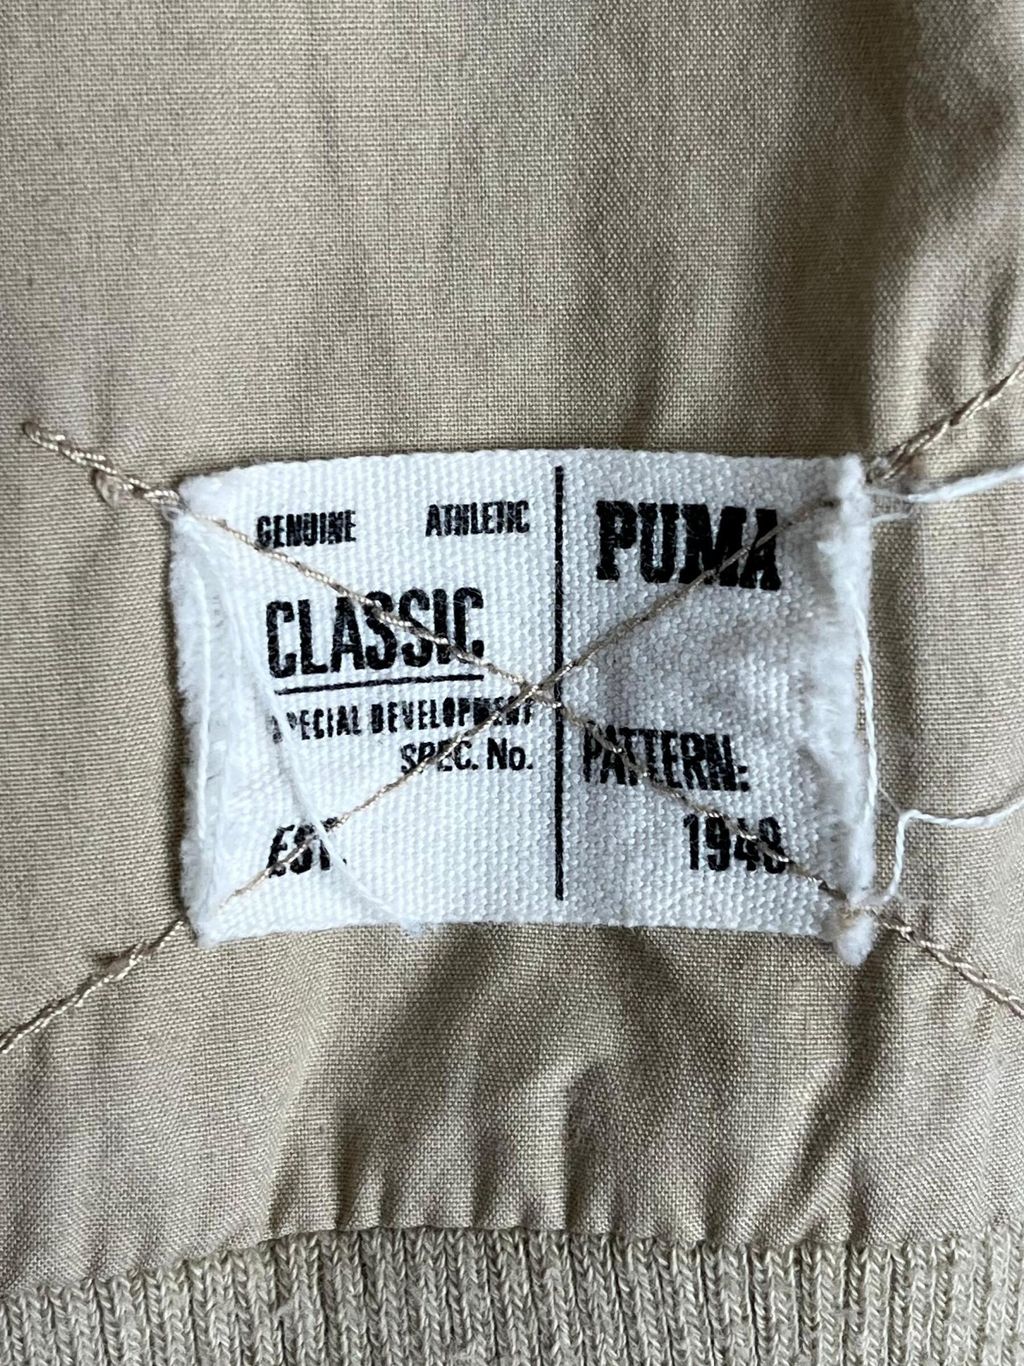 GENUINE ATHLETIC
CLASSIC
SPECIAL DEVELOPMENT
SPEC. No.
EST.
PUMA
PATTERN:
1948